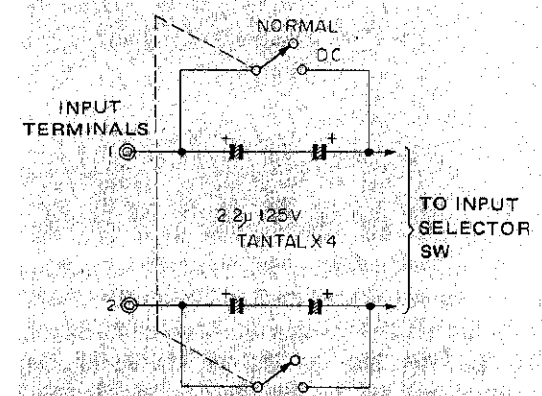 NORMAL
DC
INPUT
TERMINALS
1
+ +
2.2μ 125V
TANTAL X 4
TO INPUT
SELECTOR
SW
2
+ +